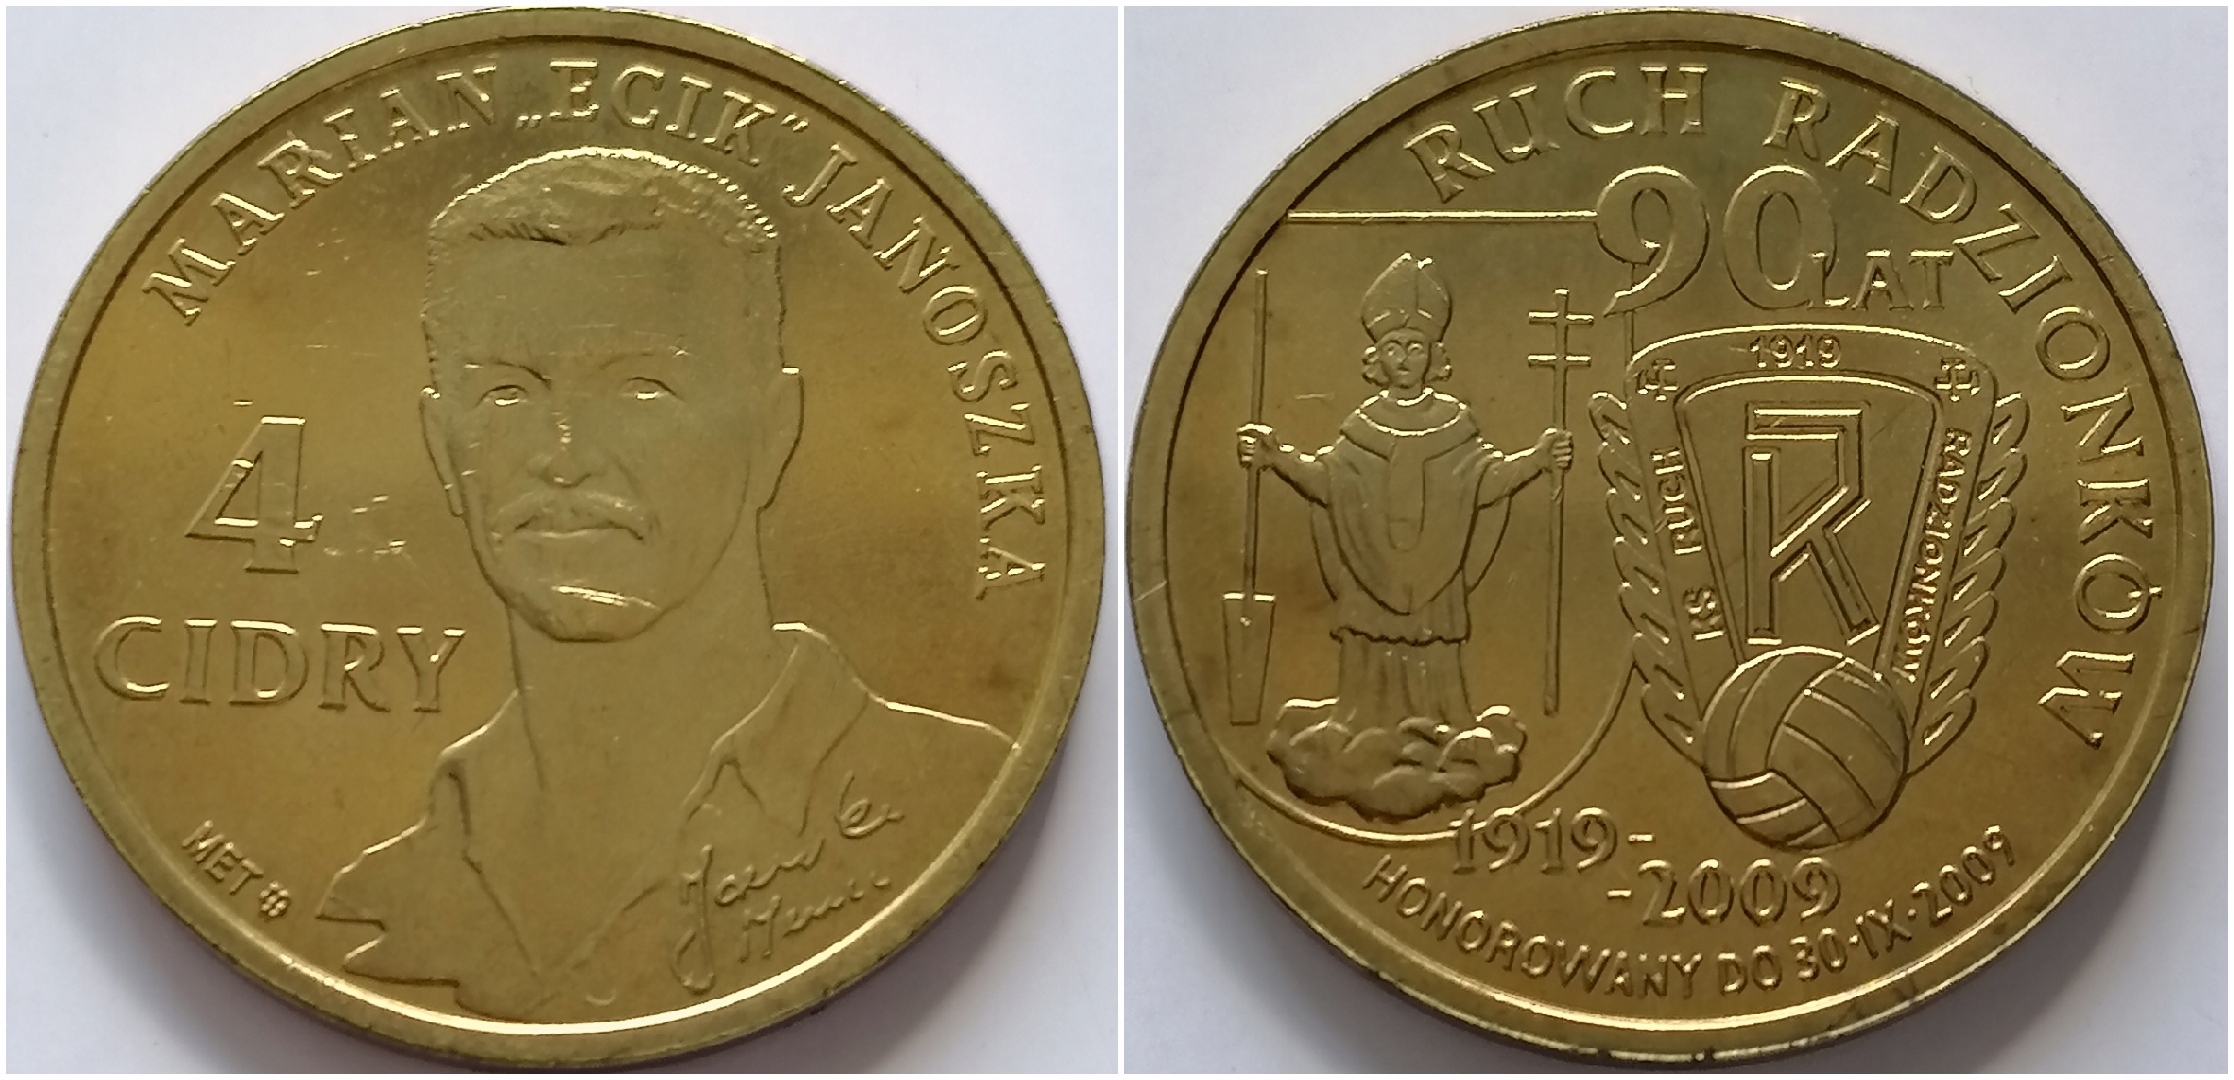 MARIAN „ECIK” JANOSZKA
4
CIDRY
MET
RUCH RADZIONKÓW
90
LAT
1919
KS RUCH
RADZIONKÓW
R
1919-
-2009
HONOROWANY DO 30·IX·2009